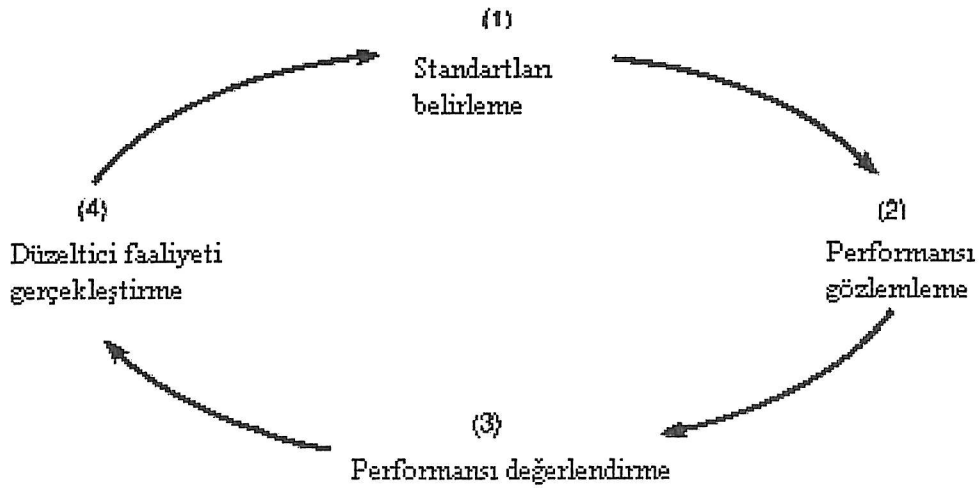 (1)
Standartları
belirleme
(2)
Performansı
gözlemleme
(3)
Performansı değerlendirme
(4)
Düzeltici faaliyeti
gerçekleştirme